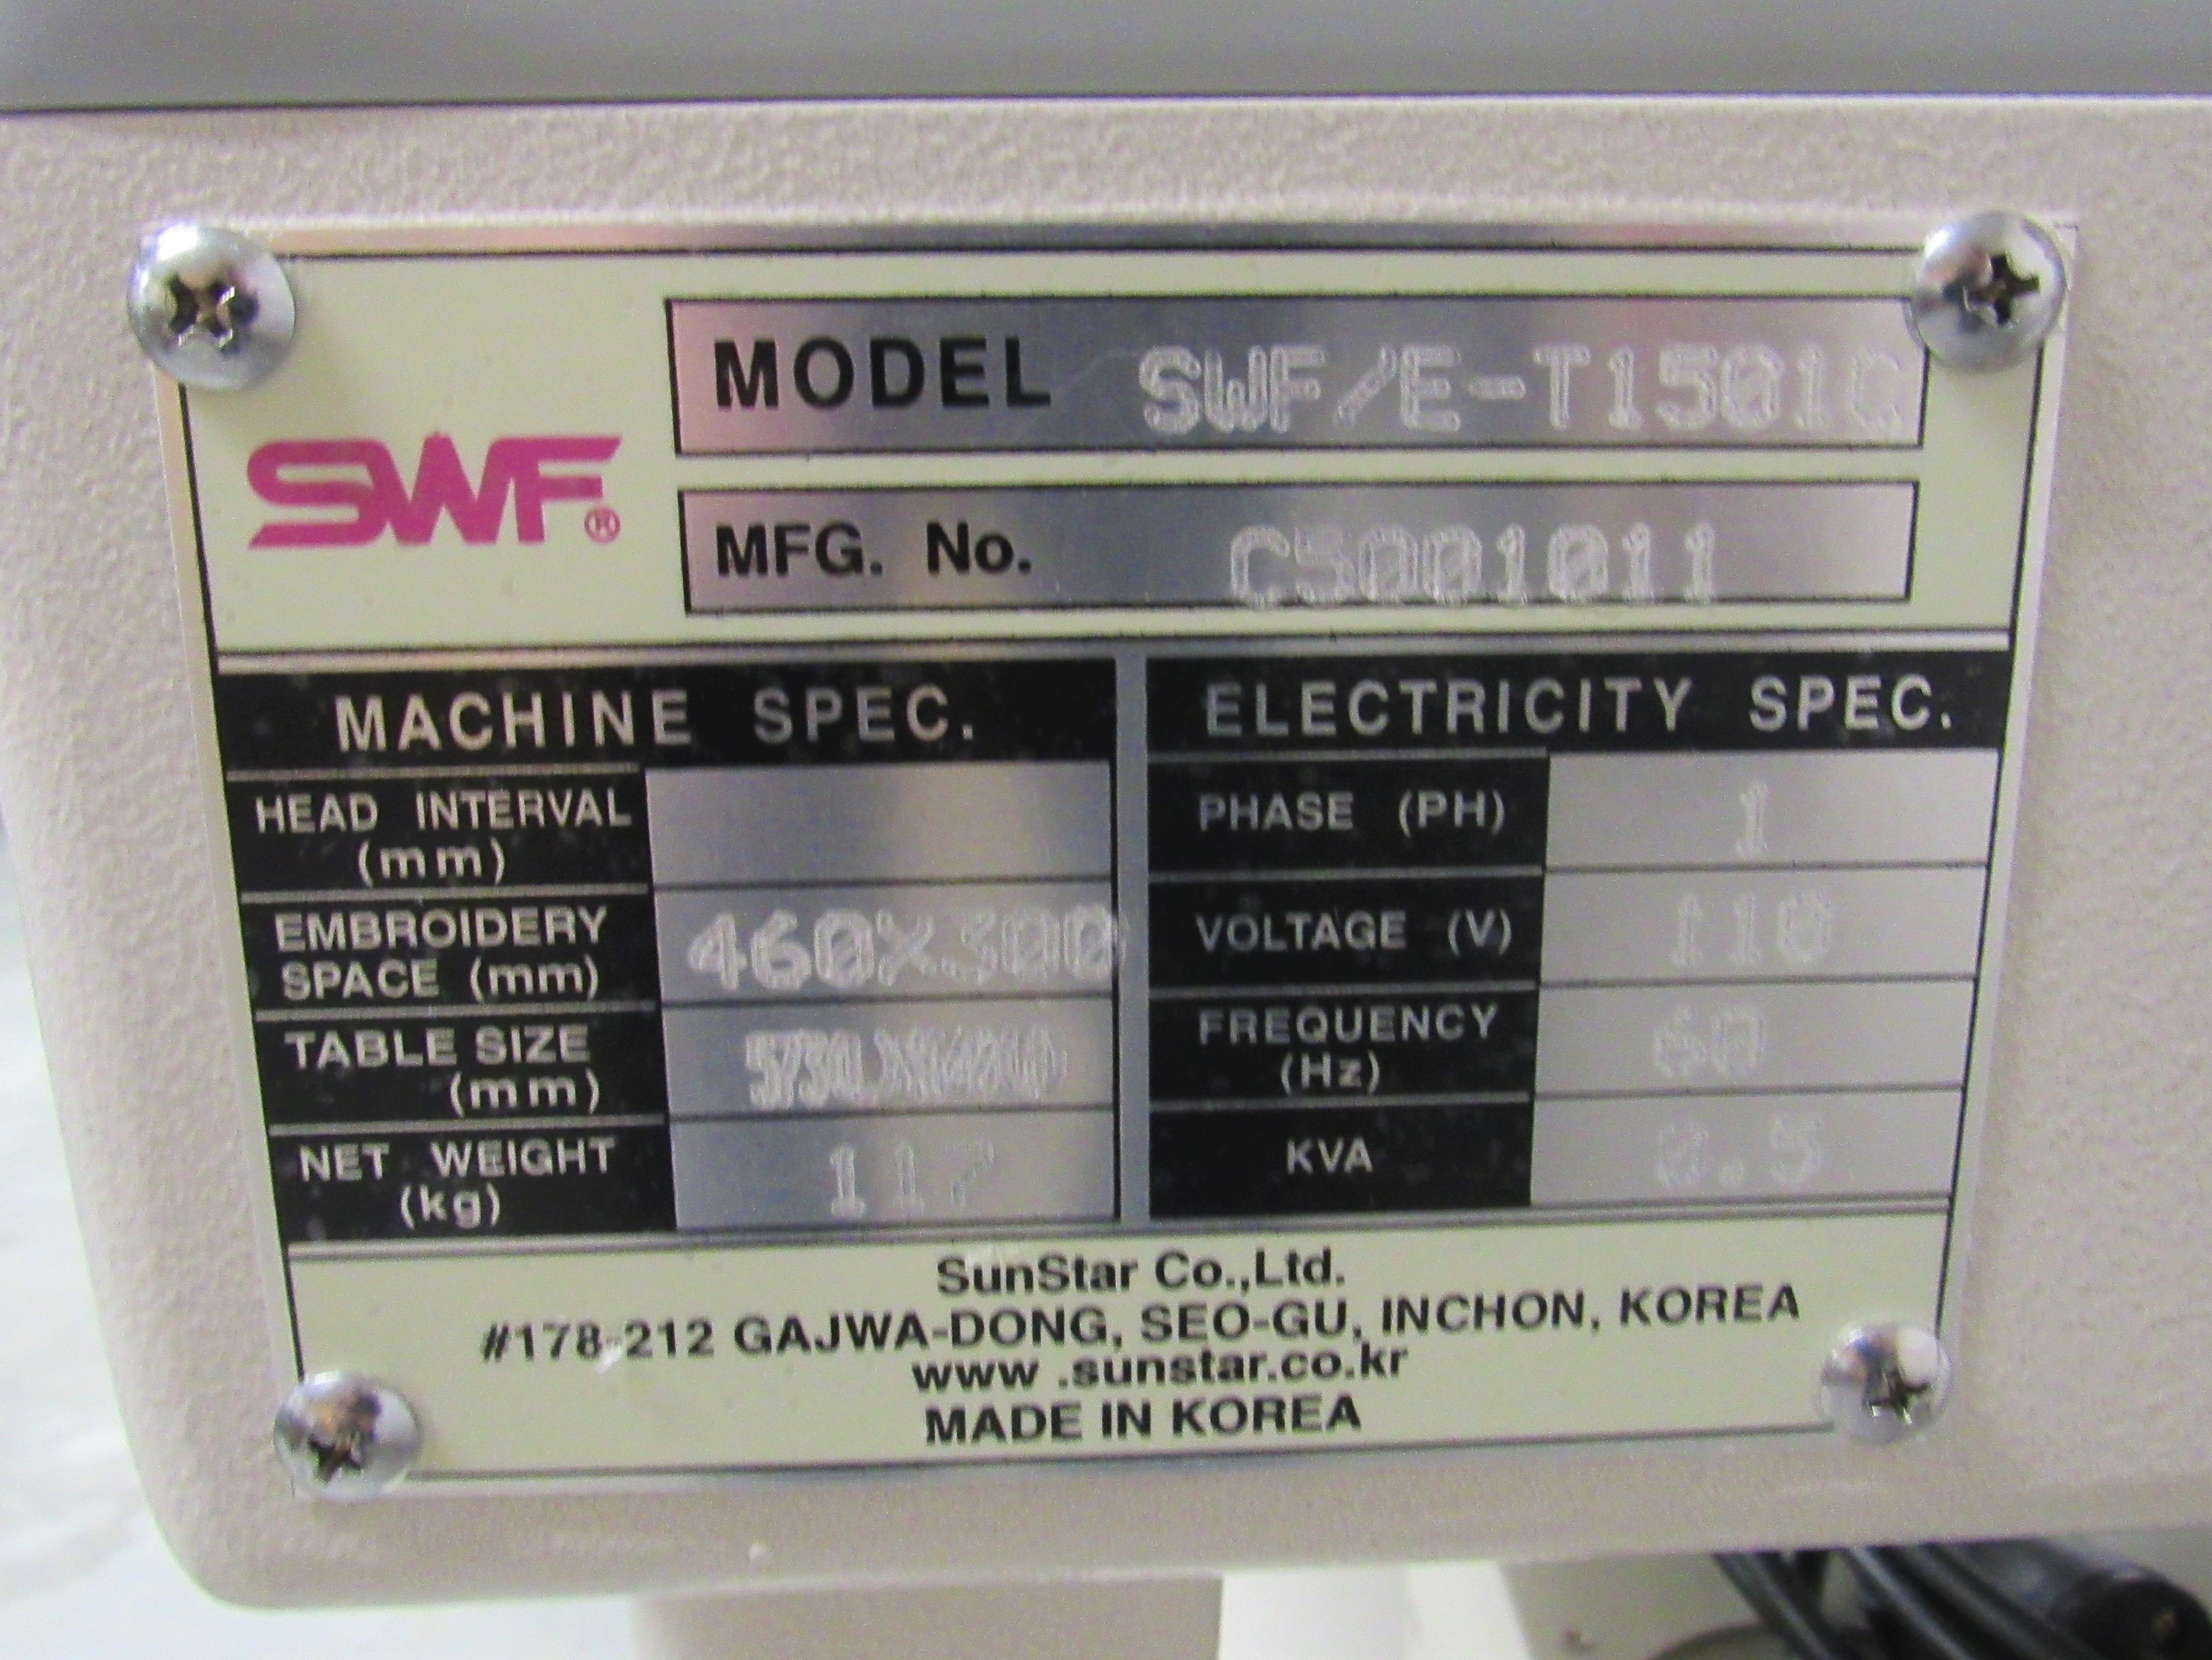 MODEL SWF/E-T1501C
SWF®
MFG. No. C5001011
MACHINE SPEC.
HEAD INTERVAL
(mm)
EMBROIDERY
SPACE (mm)
460X300
TABLE SIZE
(mm)
NET WEIGHT
(kg)
117
ELECTRICITY SPEC.
PHASE (PH) 1
VOLTAGE (V) 110
FREQUENCY
(Hz)
60
KVA
SunStar Co.,Ltd.
#178-212 GAJWA-DONG, SEO-GU, INCHON, KOREA
www .sunstar.co.kr
MADE IN KOREA